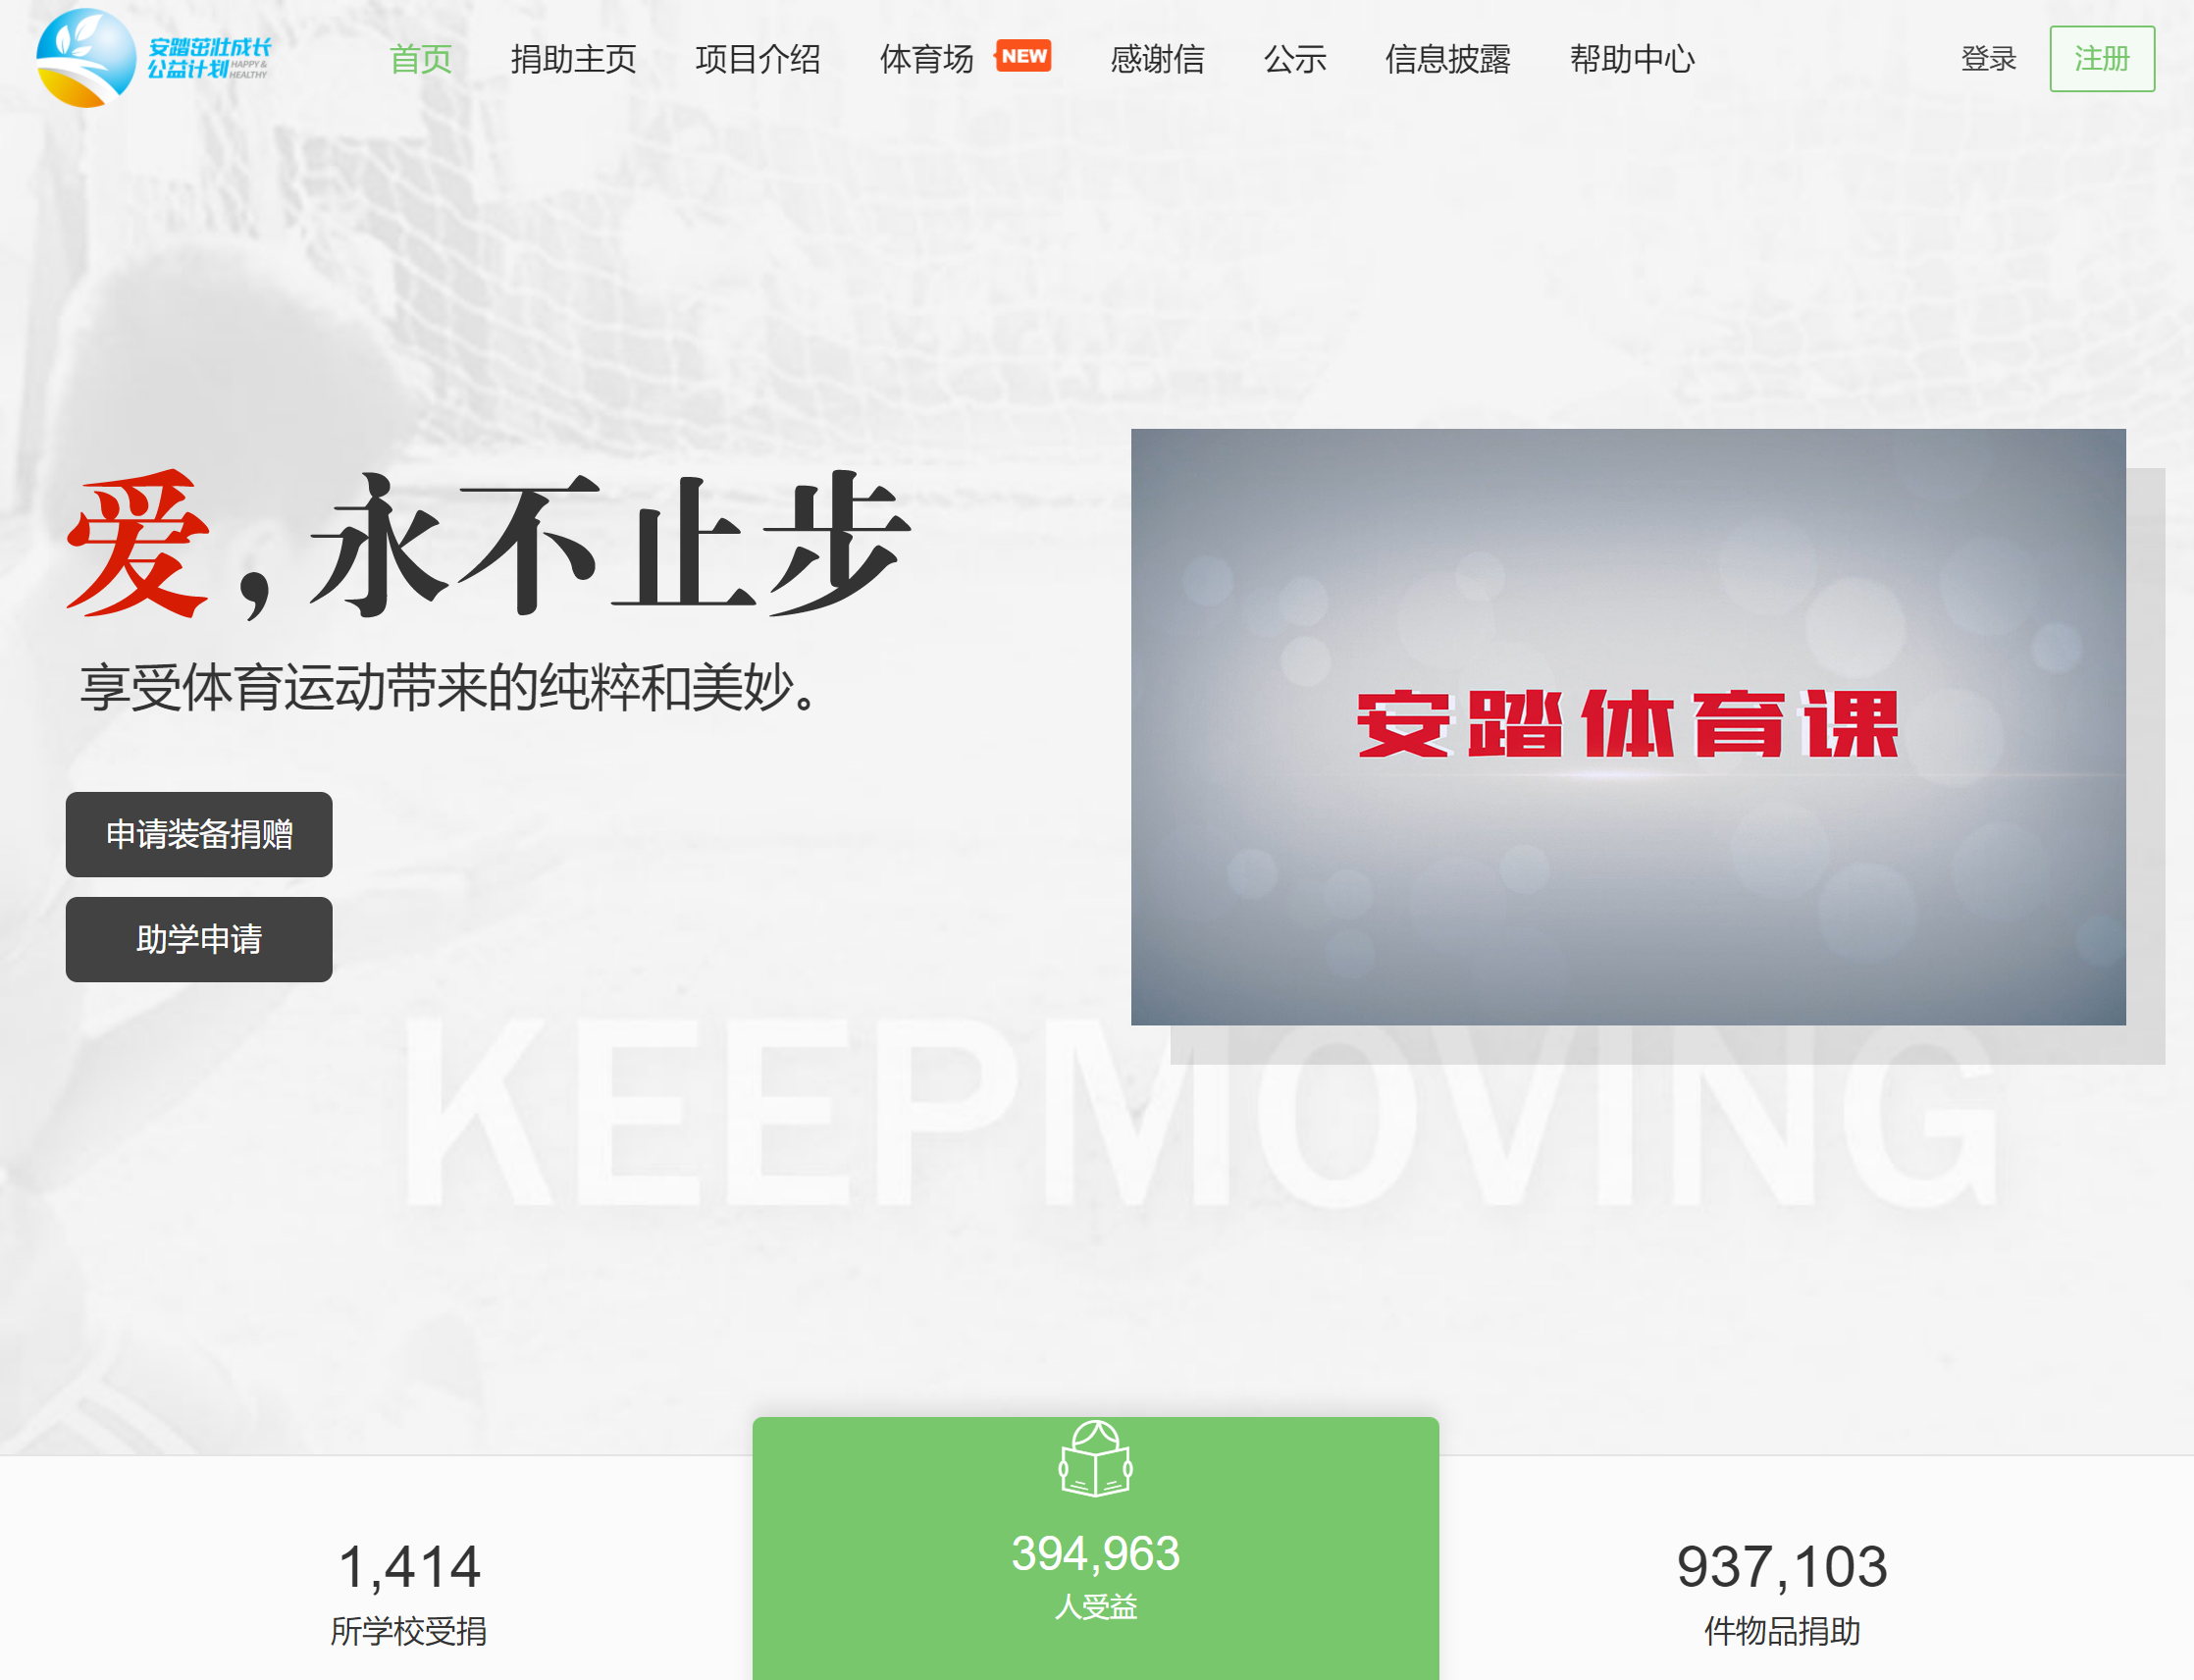 安踏茁壮成长
公益计划 HAPPY & HEALTHY
首页 捐助主页 项目介绍 体育场 NEW 感谢信 公示 信息披露 帮助中心 登录 注册
爱,永不止步
享受体育运动带来的纯粹和美妙。
申请装备捐赠
助学申请
安踏体育课
KEEPMOVING
1,414
所学校受捐
394,963
人受益
937,103
件物品捐助